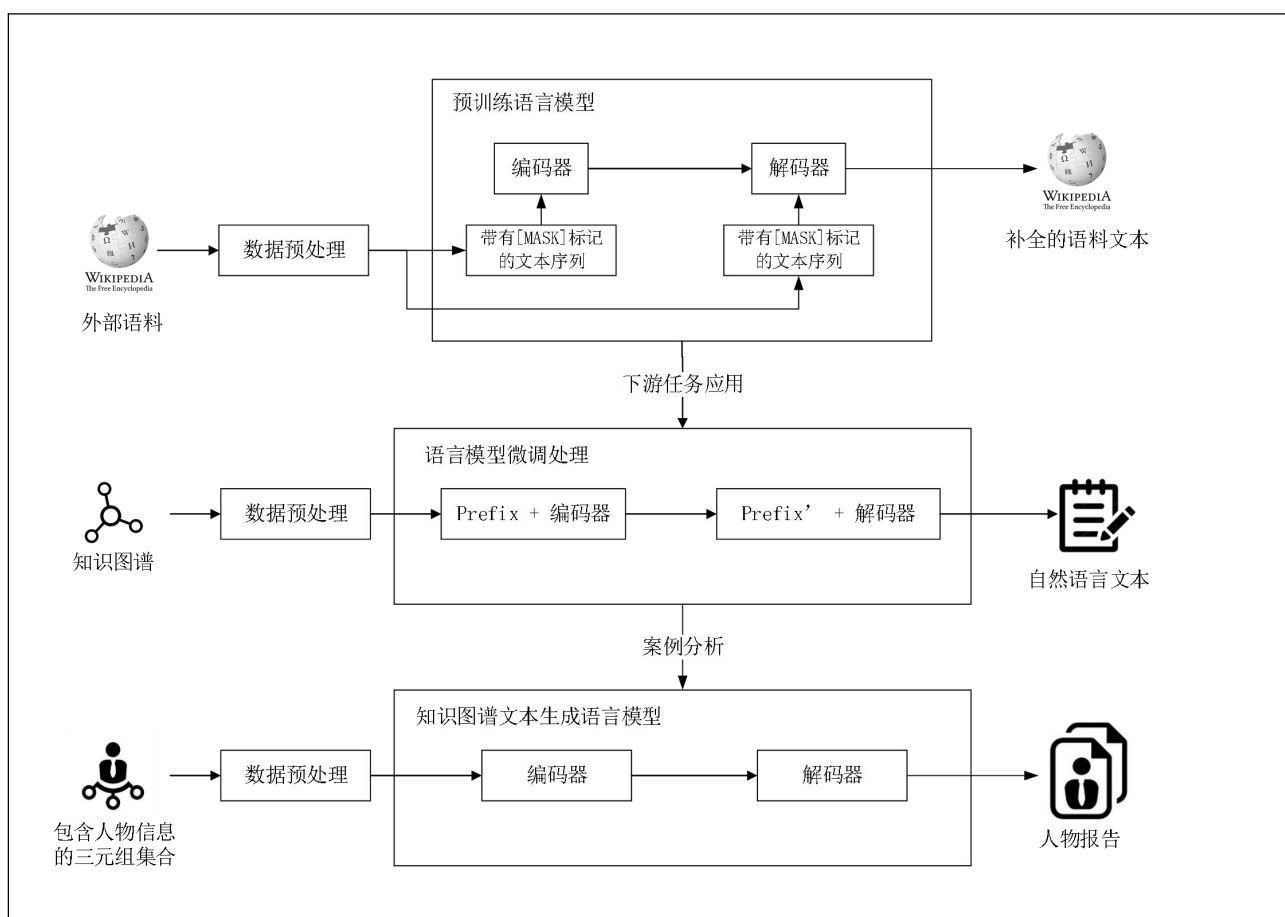 预训练语言模型
编码器
解码器
WIKIPEDIA
The Free Encyclopedia
补全的语料文本
WIKIPEDIA
The Free Encyclopedia
外部语料
数据预处理
带有[MASK]标记
的文本序列
带有[MASK]标记
的文本序列
下游任务应用
语言模型微调处理
知识图谱
数据预处理
Prefix + 编码器
Prefix' + 解码器
自然语言文本
案例分析
知识图谱文本生成语言模型
包含人物信息
的三元组集合
数据预处理
编码器
解码器
人物报告